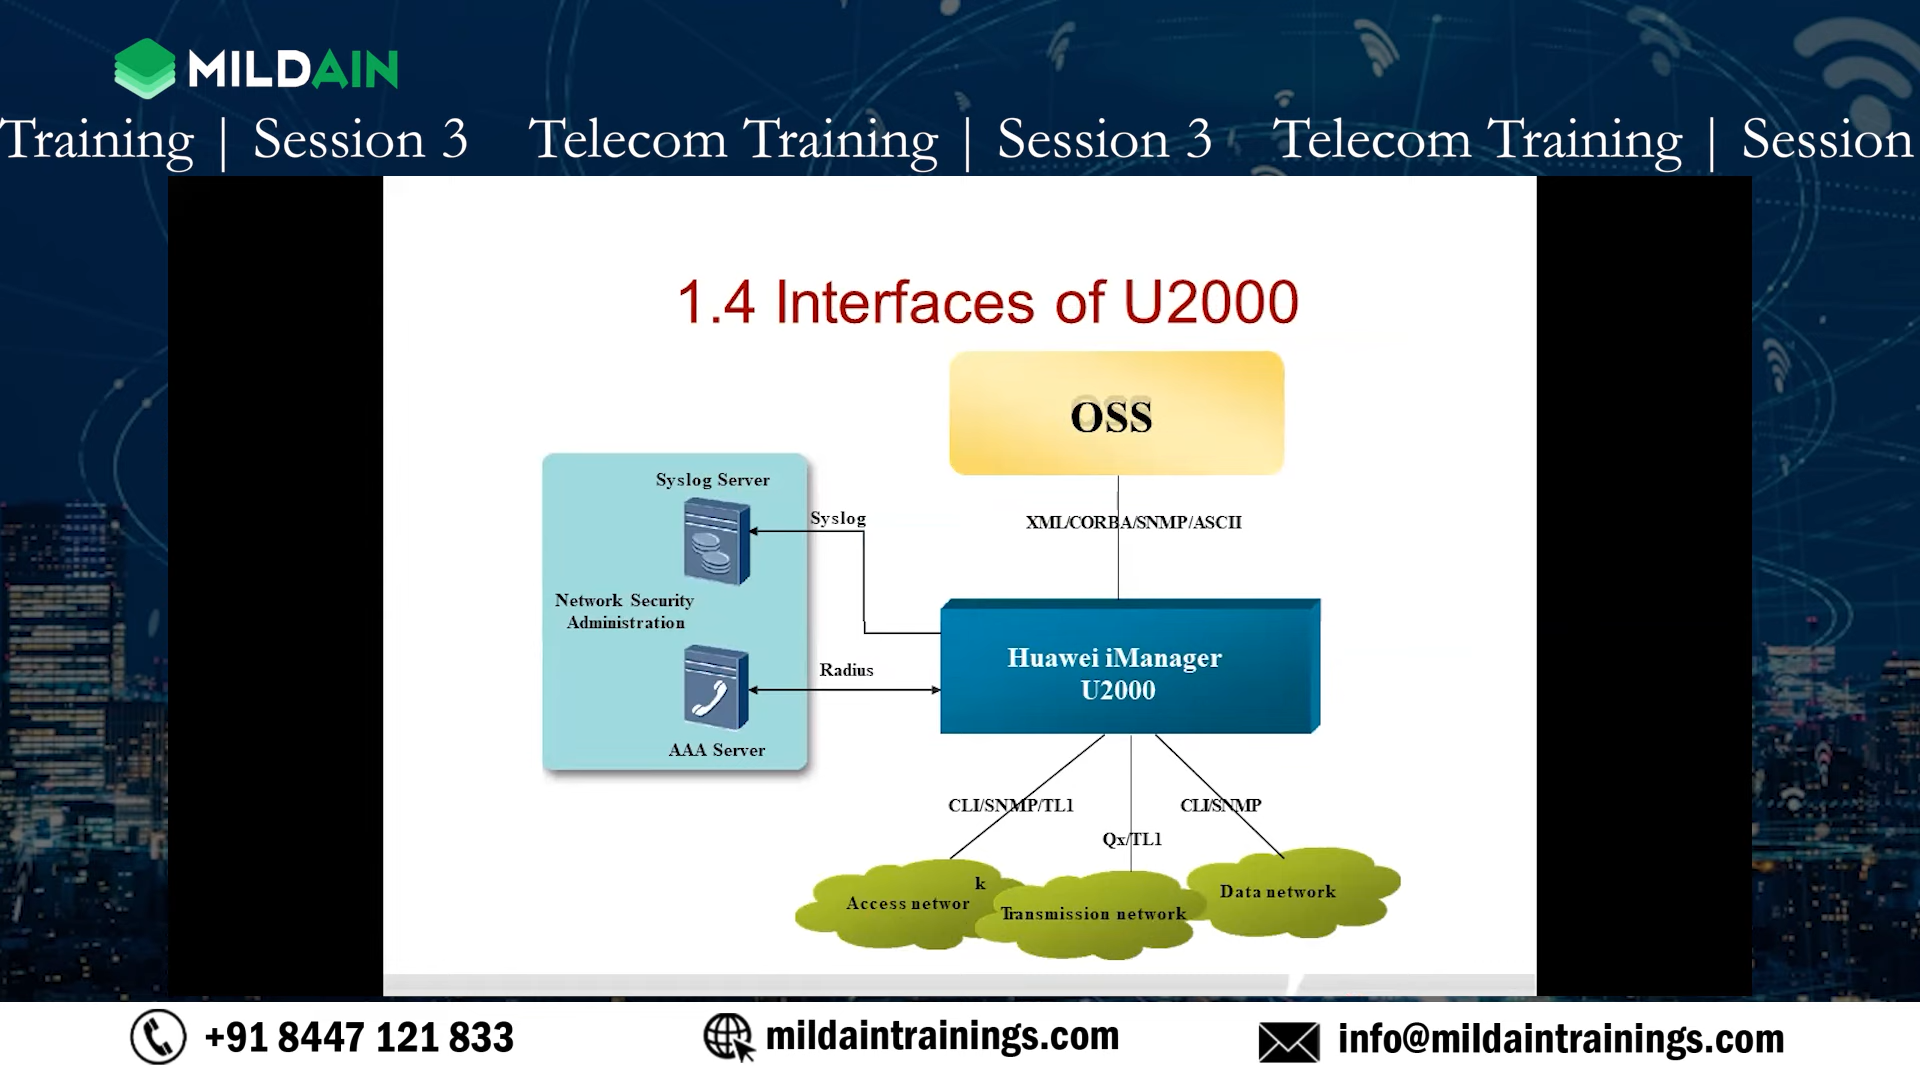 MILDAIN
Training | Session 3 Telecom Training | Session 3 Telecom Training | Session
1.4 Interfaces of U2000
OSS
Syslog Server
Syslog
XML/CORBA/SNMP/ASCII
Network Security
Administration
Huawei iManager
U2000
Radius
AAA Server
CLI/SNMP/TL1
CLI/SNMP
Qx/TL1
k
Access networ
Transmission network
Data network
+91 8447 121 833
mildaintrainings.com
info@mildaintrainings.com